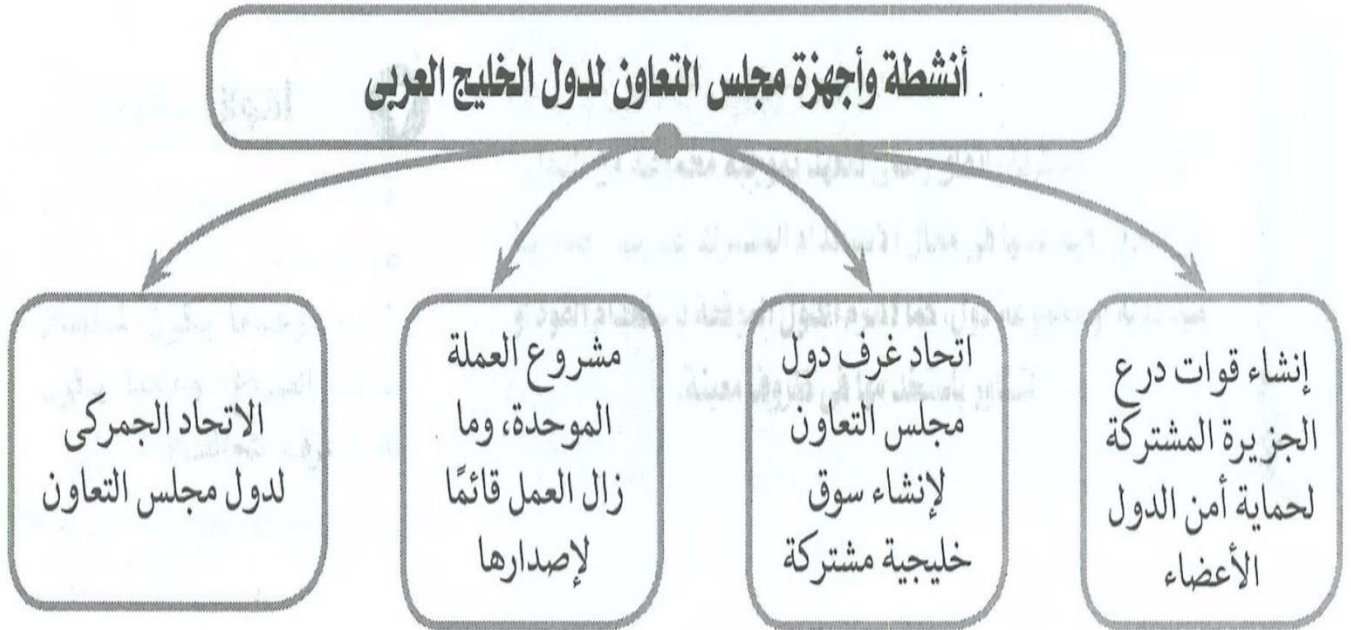 أنشطة وأجهزة مجلس التعاون لدول الخليج العربى .
إنشاء قوات درع
الجزيرة المشتركة
لحماية أمن الدول
الأعضاء
اتحاد غرف دول
مجلس التعاون
لإنشاء سوق
خليجية مشتركة
مشروع العملة
الموحدة، وما
زال العمل قائمًا
لإصدارها
الاتحاد الجمركى
لدول مجلس التعاون